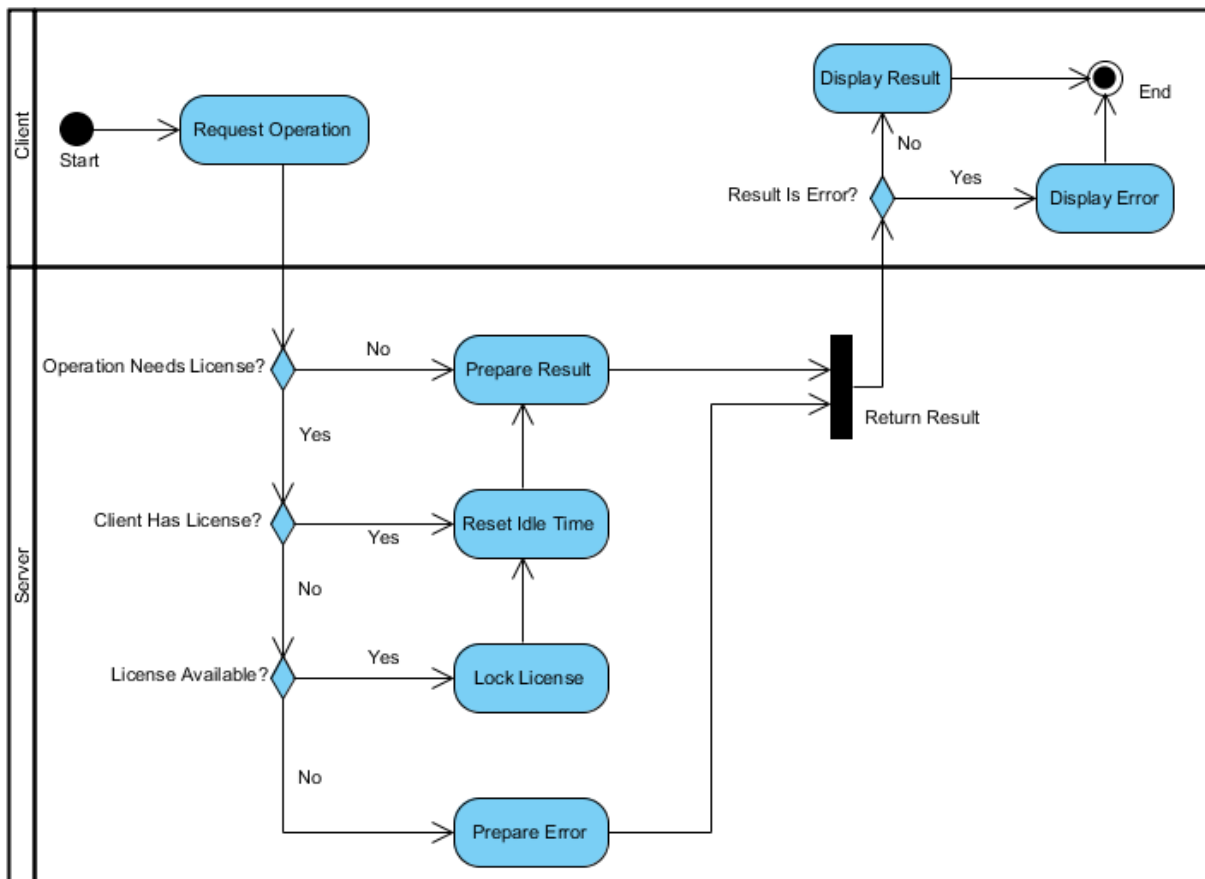 Client
Start
Request Operation
Display Result
End
No
Result Is Error?
Yes
Display Error
Server
Operation Needs License?
No
Prepare Result
Return Result
Yes
Client Has License?
Yes
Reset Idle Time
No
License Available?
Yes
Lock License
No
Prepare Error